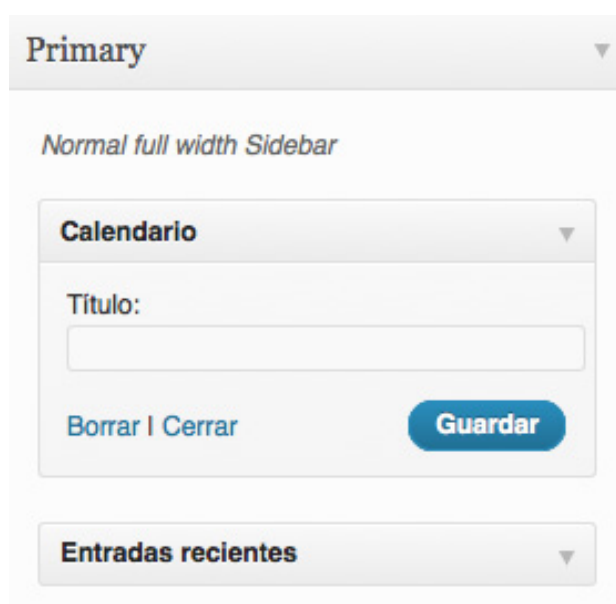 Primary
Normal full width Sidebar
Calendario
Título:
Borrar | Cerrar
Guardar
Entradas recientes